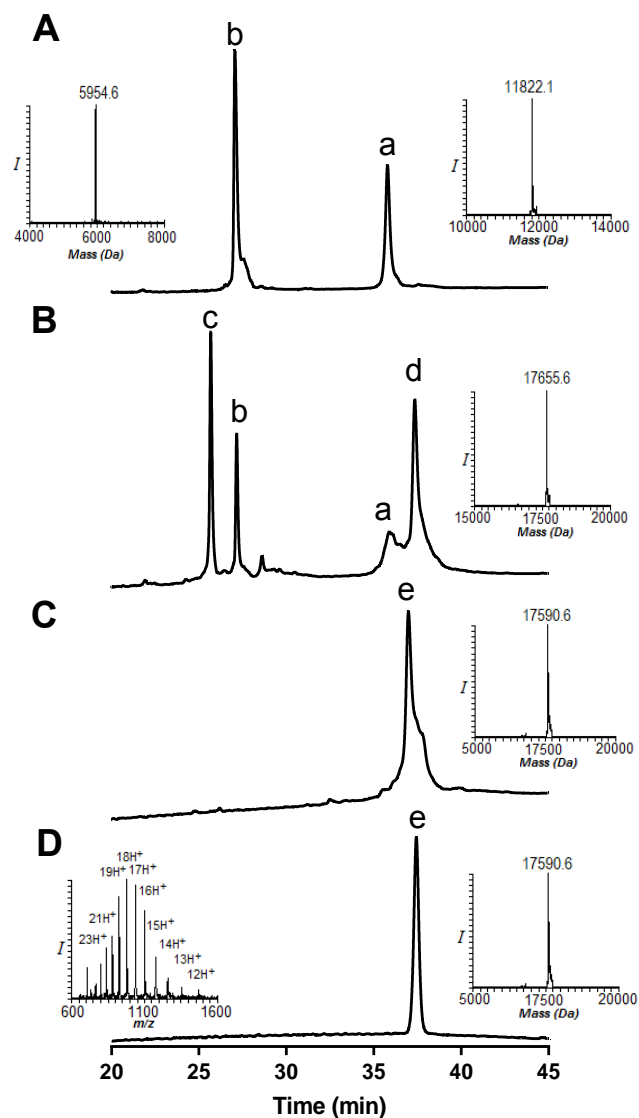 A
b
5954.6
I
4000 6000 8000
Mass (Da)
a
11822.1
10000 12000 14000
Mass (Da)
B
c
b
a
d
17655.6
I
15000 17500 20000
Mass (Da)
C
e
17590.6
I
5000 17500 20000
Mass (Da)
D
18H+
19H+ 17H+
16H+
21H+
15H+
23H+
14H+
13H+
12H+
I
600 1100 1600
m/z
e
17590.6
I
5000 17500 20000
Mass (Da)
20 25 30 35 40 45
Time (min)